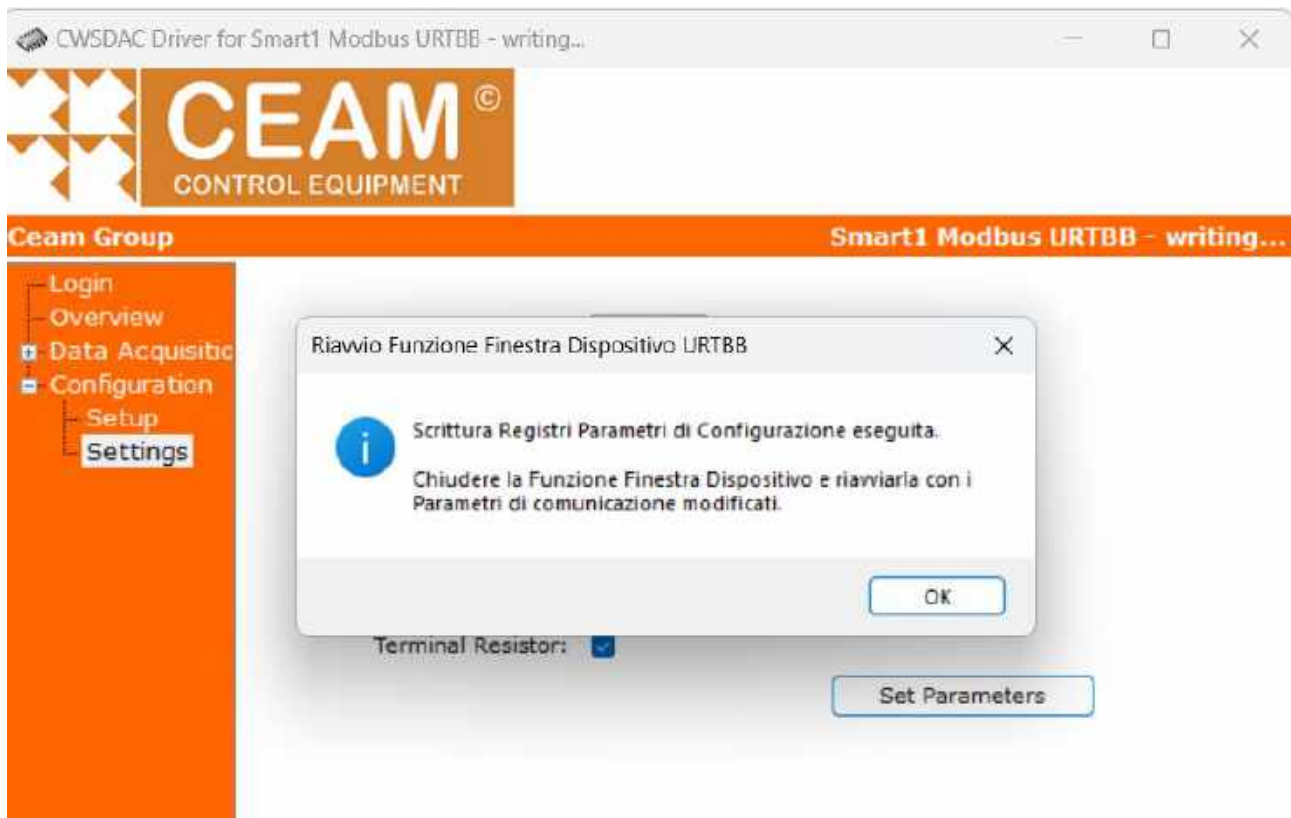 CWSDAC Driver for Smart1 Modbus URTBB - writing...
CEAM ©
CONTROL EQUIPMENT
Ceam Group
Smart1 Modbus URTBB - writing...
Login
Overview
Data Acquisitic
Configuration
Setup
Settings
Riavvio Funzione Finestra Dispositivo URTBB
Scrittura Registri Parametri di Configurazione eseguita.
Chiudere la Funzione Finestra Dispositivo e riavviarla con i
Parametri di comunicazione modificati.
OK
Terminal Resistor:
Set Parameters